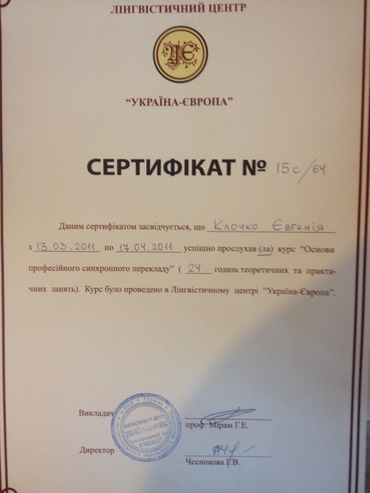 ЛІНГВІСТИЧНИЙ ЦЕНТР
“УКРАЇНА-ЄВРОПА”
СЕРТИФІКАТ № 15с/64
Даним сертифікатом засвідчується, що Клочко Євгенія
з 13.03.2011 по 17.04.2011 успішно прослухав (ла) курс “Основи
професійного синхронного перекладу” ( 24 годин теоретичних та практич-
них занять). Курс було проведено в Лінгвістичному центрі “Україна-Європа”.
Викладач
проф. Мірам Г.Е.
Директор
Чеснокова Г.В.